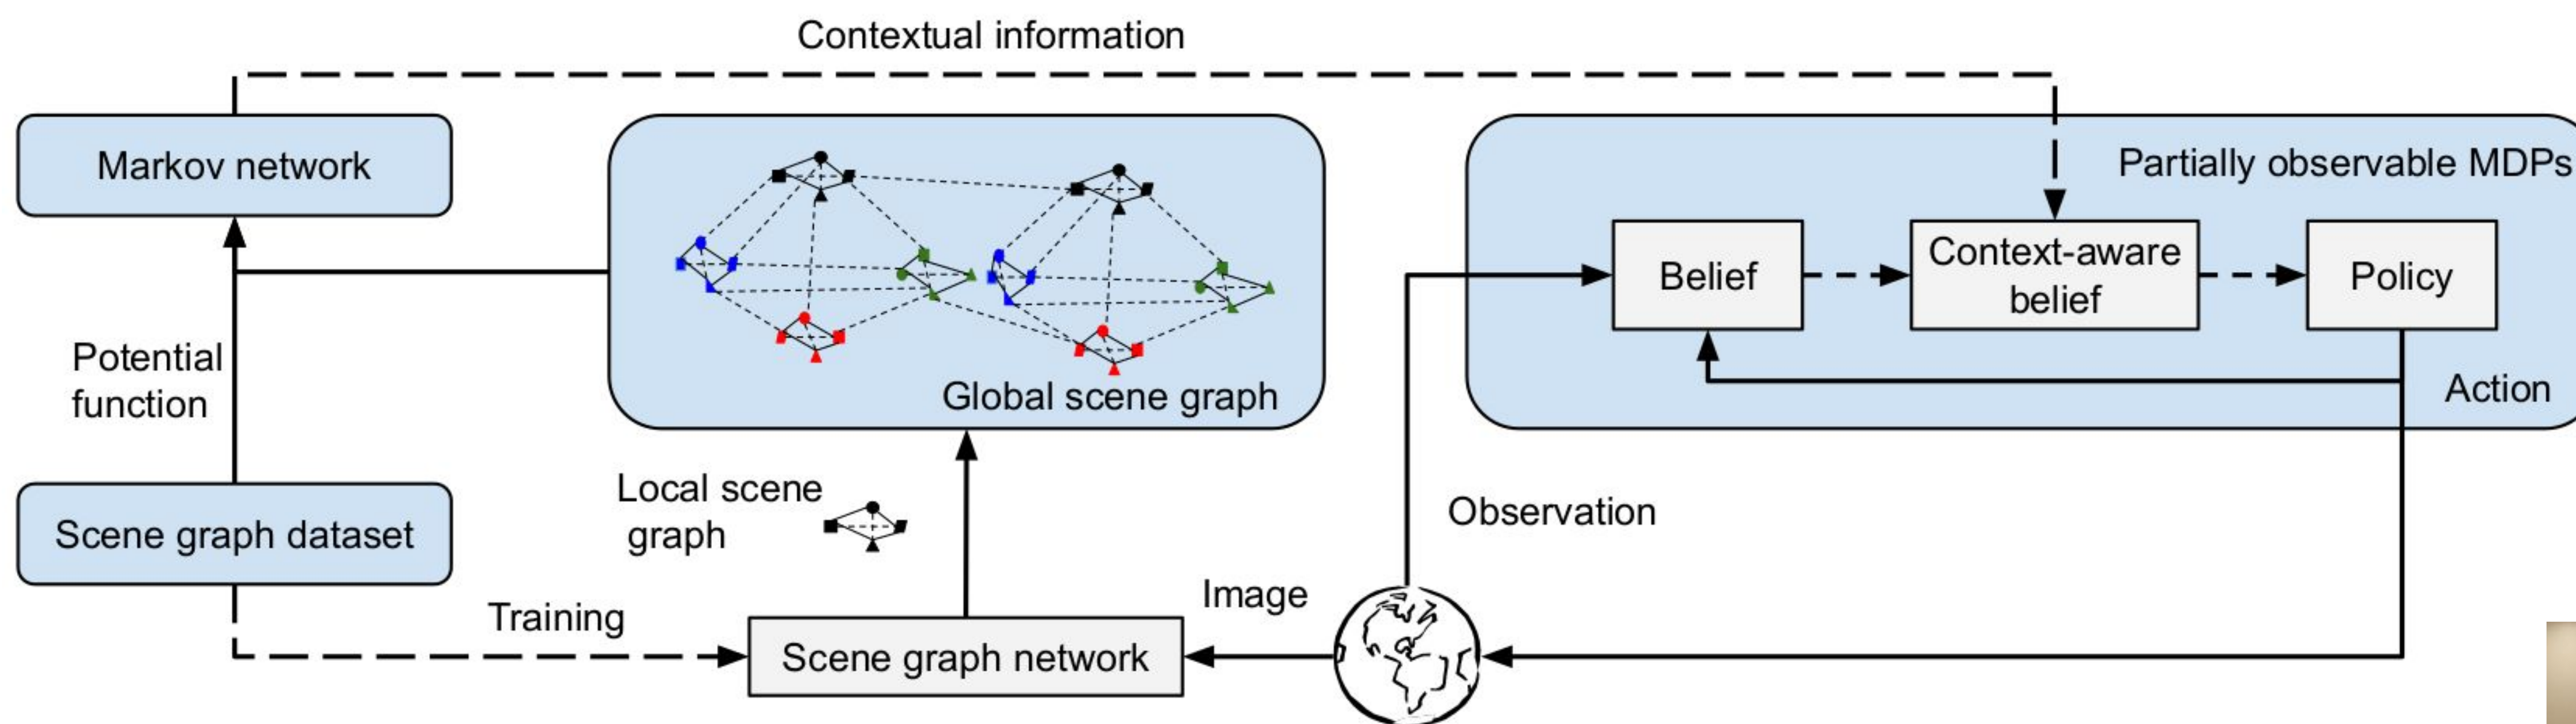 Contextual information
Markov network
Partially observable MDPs
Belief
Context-aware
belief
Policy
Potential
function
Global scene graph
Action
Local scene
graph
Observation
Scene graph dataset
Image
Training
Scene graph network